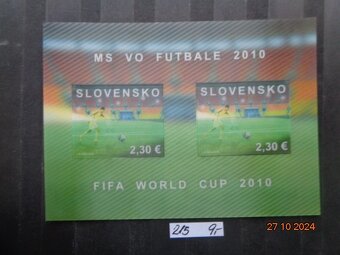 MS VO FUTBALE 2010
SLOVENSKO
SLOVENSKO
2,30 €
2,30 €
FIFA WORLD CUP 2010
215 9,-
27 10 2024